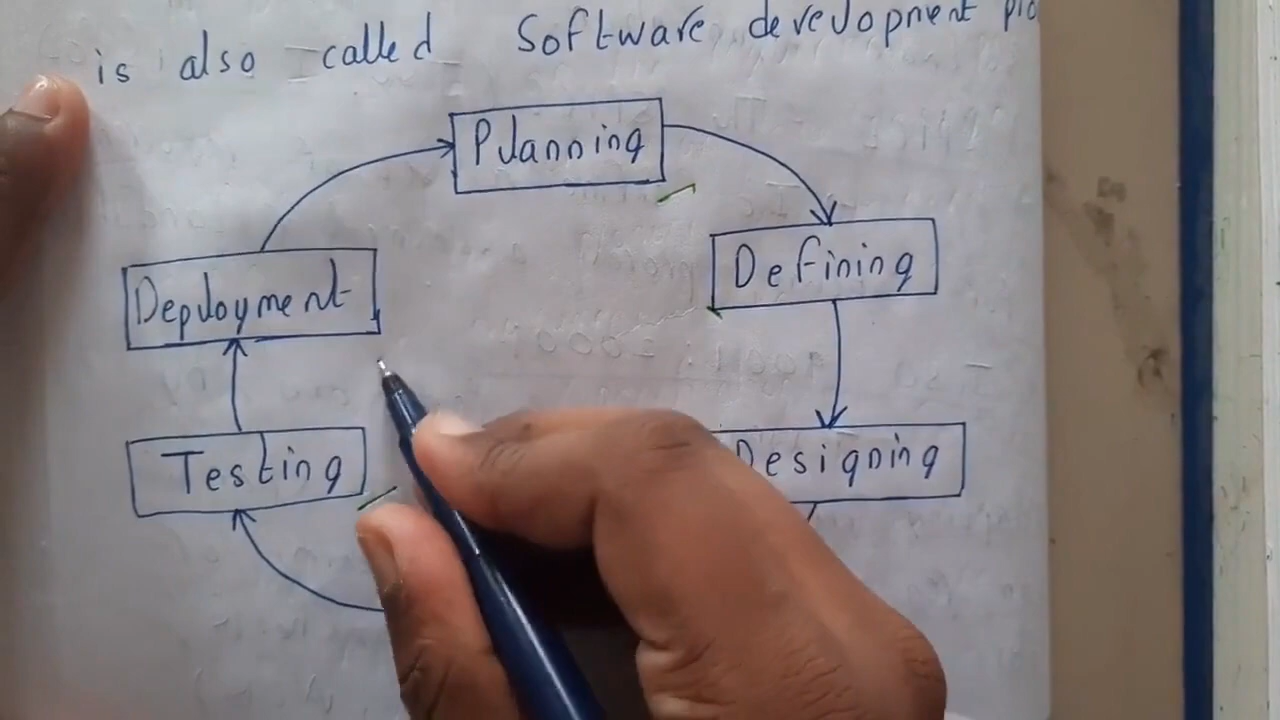 is also called Software development
Planning
Defining
Deployment
Designing
Testing